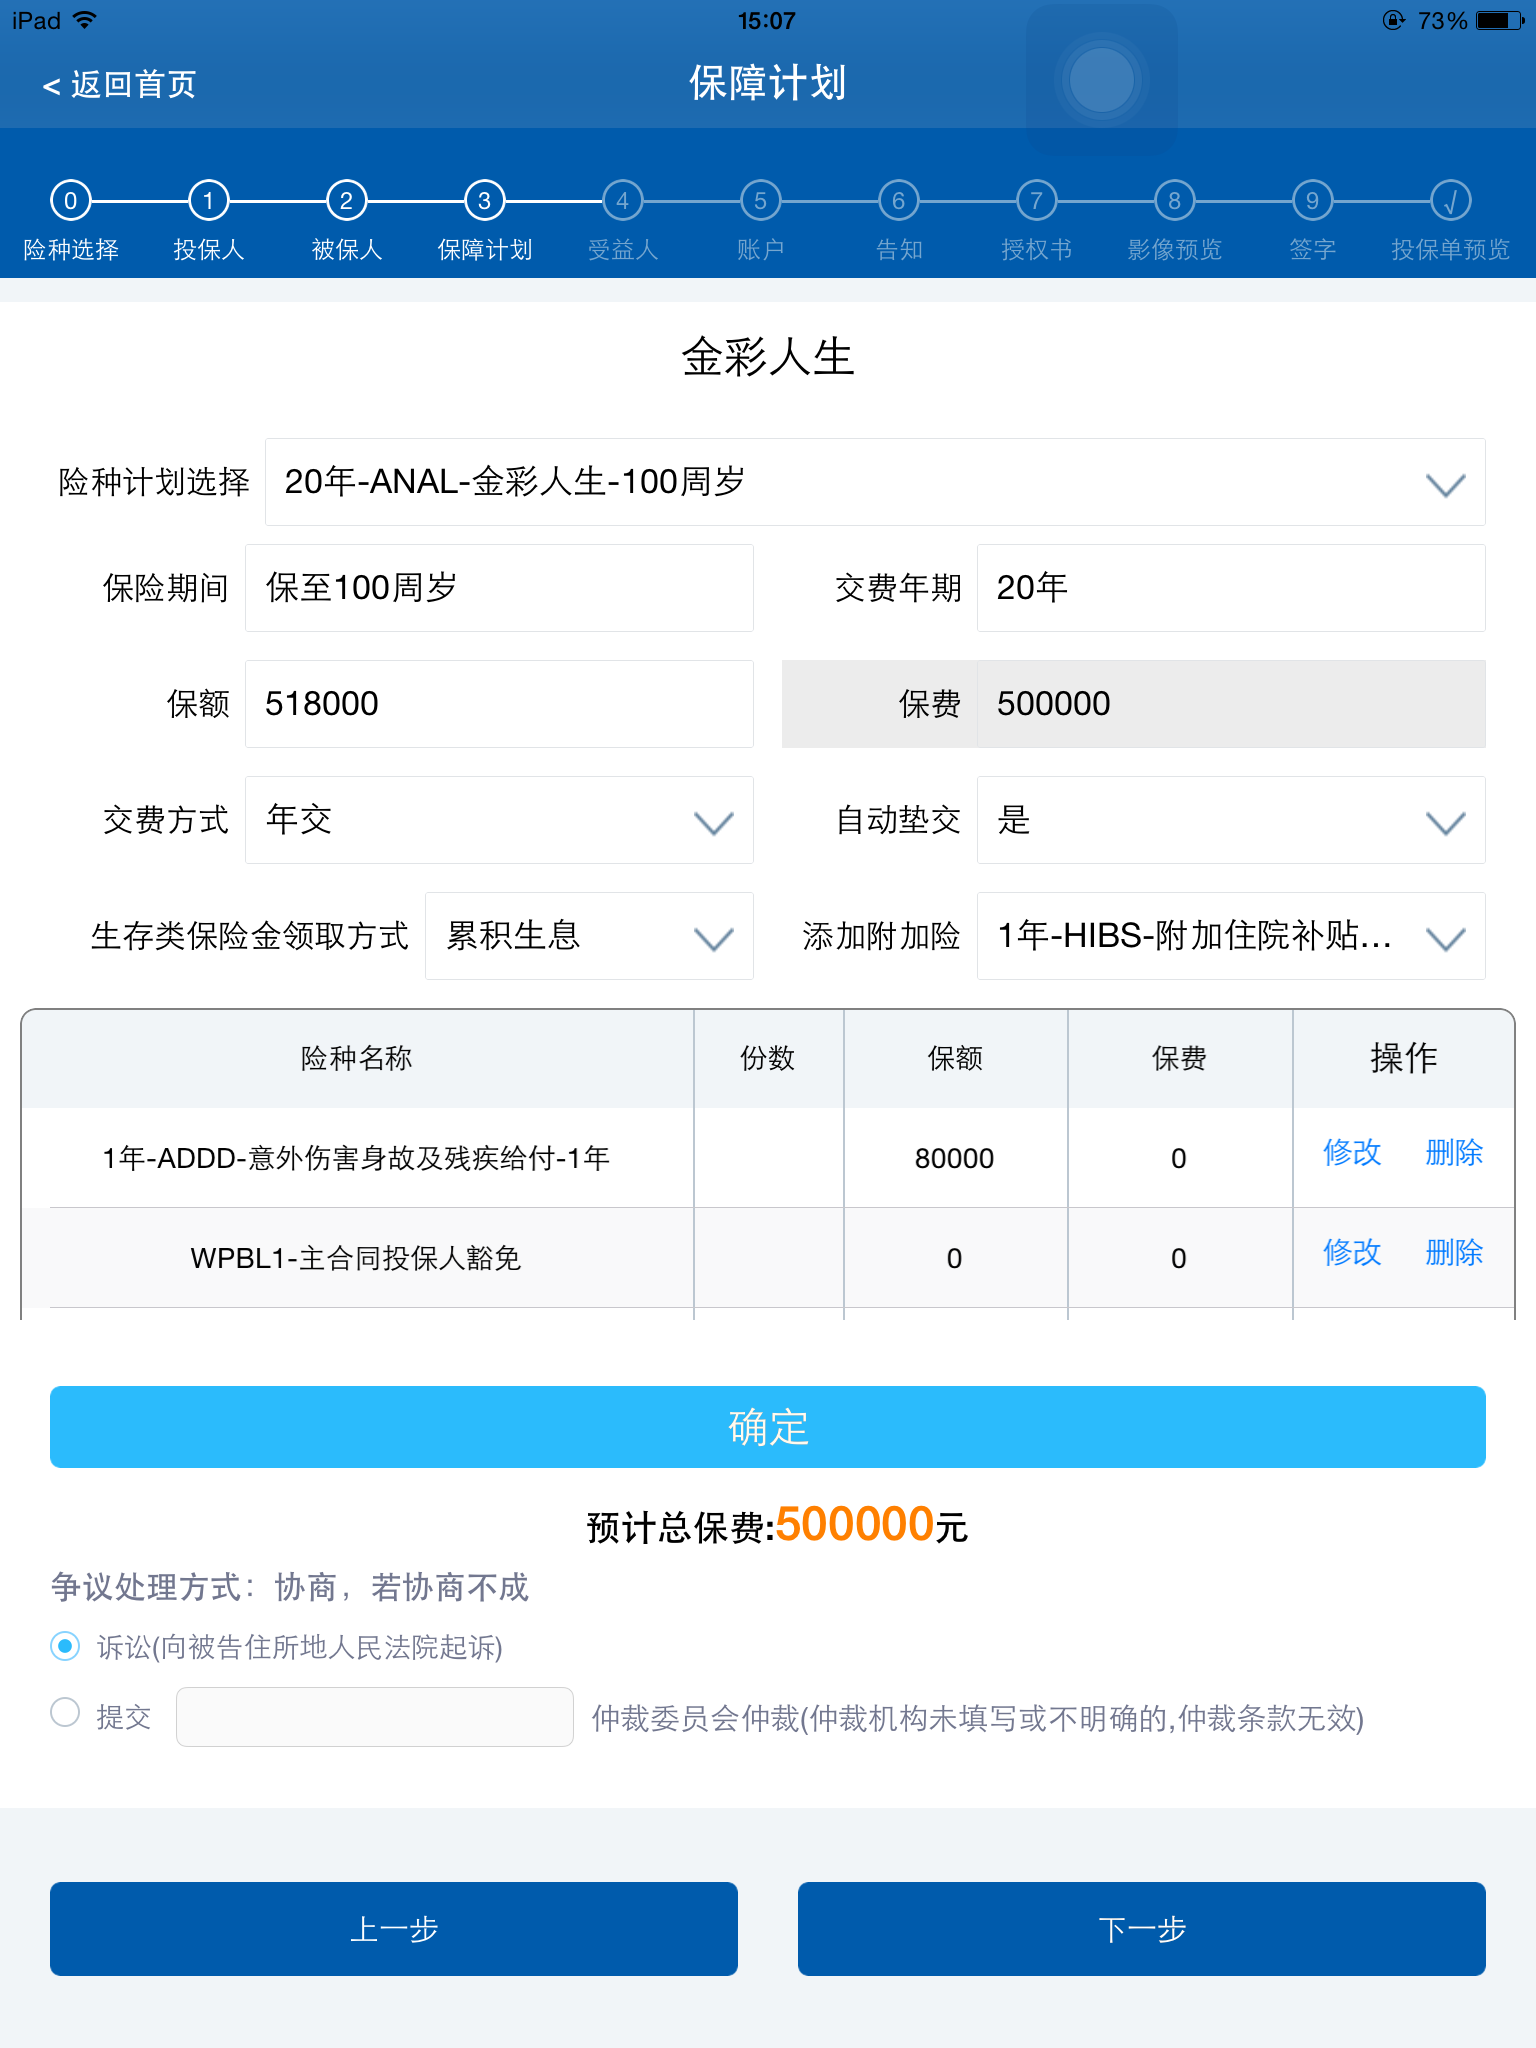 iPad 15:07 73%
< 返回首页 保障计划
0 1 2 3 4 5 6 7 8 9 √
险种选择 投保人 被保人 保障计划 受益人 账户 告知 授权书 影像预览 签字 投保单预览
金彩人生
险种计划选择 20年-ANAL-金彩人生-100周岁
保险期间 保至100周岁 交费年期 20年
保额 518000 保费 500000
交费方式 年交 自动垫交 是
生存类保险金领取方式 累积生息 添加附加险 1年-HIBS-附加住院补贴...
险种名称 份数 保额 保费 操作
1年-ADDD-意外伤害身故及残疾给付-1年 80000 0 修改 删除
WPBL1-主合同投保人豁免 0 0 修改 删除
确定
预计总保费:500000元
争议处理方式：协商，若协商不成
诉讼(向被告住所地人民法院起诉)
提交 仲裁委员会仲裁(仲裁机构未填写或不明确的,仲裁条款无效)
上一步 下一步